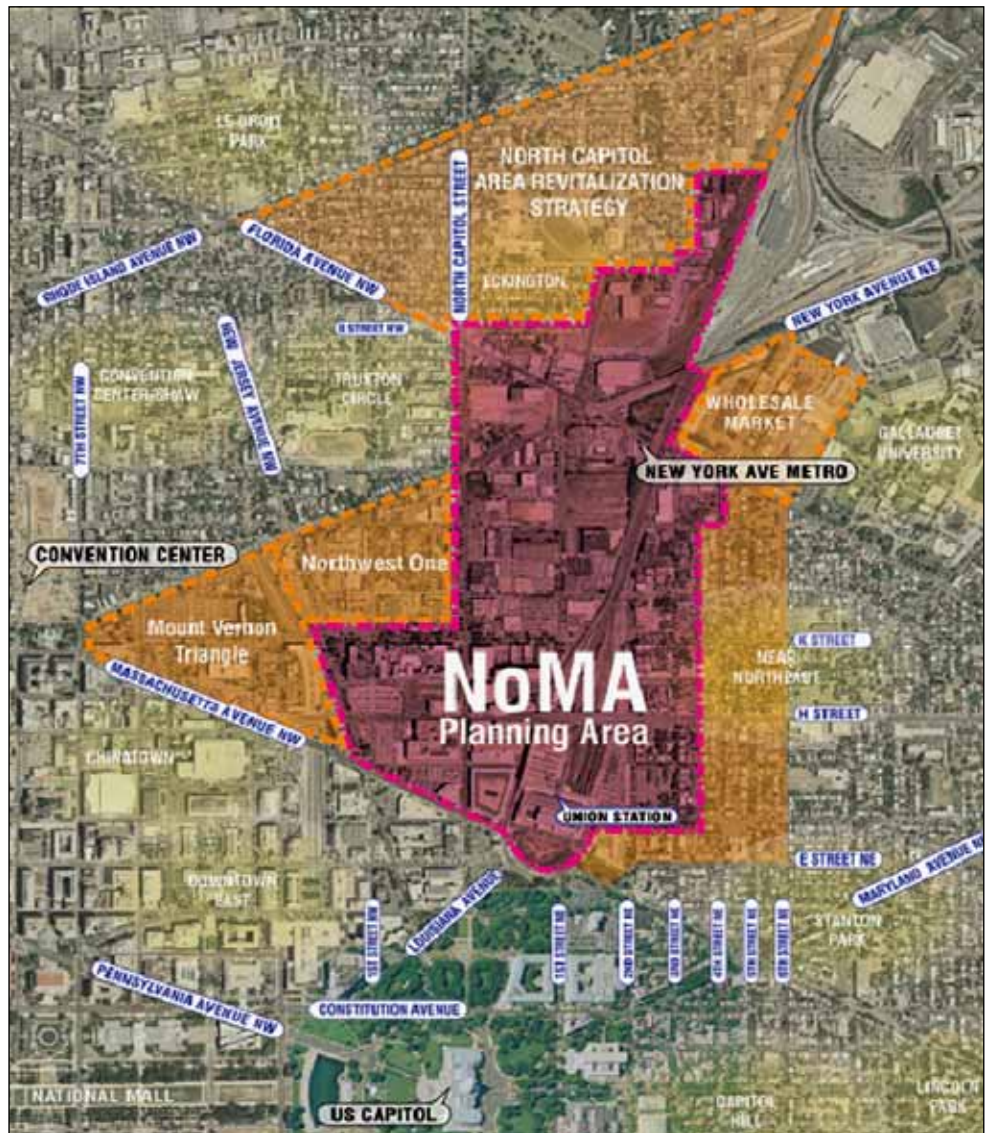 LE DROIT
PARK
NORTH CAPITOL
AREA REVITALIZATION
STRATEGY
NORTH CAPITOL STREET
RHODE ISLAND AVENUE NW
FLORIDA AVENUE NW
ECKINGTON
NEW YORK AVENUE NE
NEW JERSEY AVENUE NW
7TH STREET NW
CONVENTION
CENTER-SHAW
TRUXTON
CIRCLE
WHOLESALE
MARKET
GALLAUDET
UNIVERSITY
NEW YORK AVE METRO
CONVENTION CENTER
Northwest One
Mount Vernon
Triangle
MASSACHUSETTS AVENUE NW
NoMA
Planning Area
NEAR
NORTHEAST
K STREET
H STREET
CHINATOWN
UNION STATION
E STREET NE
MARYLAND AVENUE NE
DOWNTOWN
EAST
1ST STREET NW
LOUISIANA AVENUE
1ST STREET NE
2ND STREET NE
3RD STREET NE
4TH STREET NE
5TH STREET NE
6TH STREET NE
STANTON
PARK
PENNSYLVANIA AVENUE NW
CONSTITUTION AVENUE
NATIONAL MALL
US CAPITOL
CAPITOL
HILL
LINCOLN
PARK